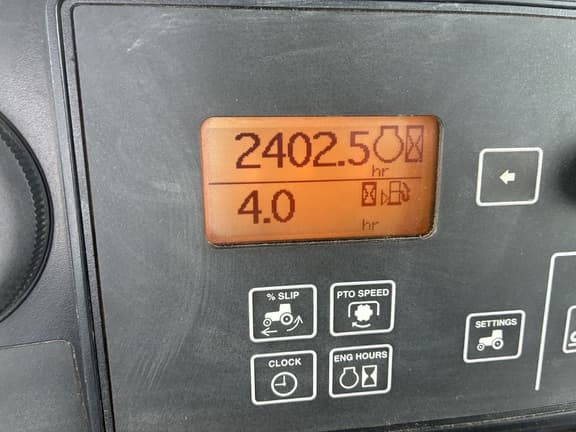 2402.5
hr
4.0
hr
% SLIP
PTO SPEED
CLOCK
ENG HOURS
SETTINGS